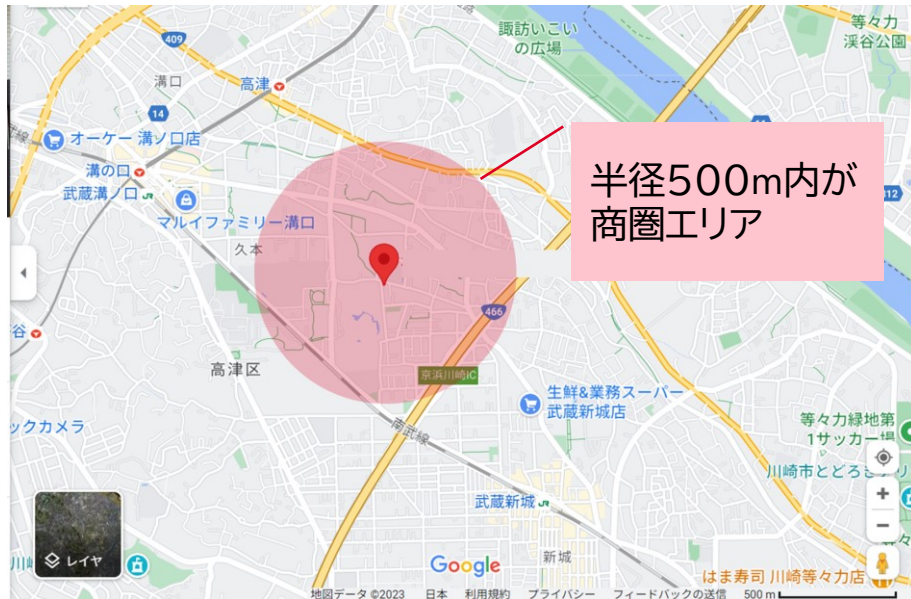 諏訪いこい
の広場
等々力
渓谷公園
409
溝口
高津
14
オーケー 溝ノ口店
溝の口
武蔵溝ノ口
マルイファミリー溝口
久本
半径500m内が
商圏エリア
312
466
高津区
京浜川崎IC
生鮮&業務スーパー
武蔵新城店
南武線
等々力緑地第
1サッカー場
ックカメラ
川崎市とどろき
武蔵新城
新城
レイヤ
Google
はま寿司 川崎等々力店
地図データ ©2023 日本 利用規約 プライバシー フィードバックの送信 500 m